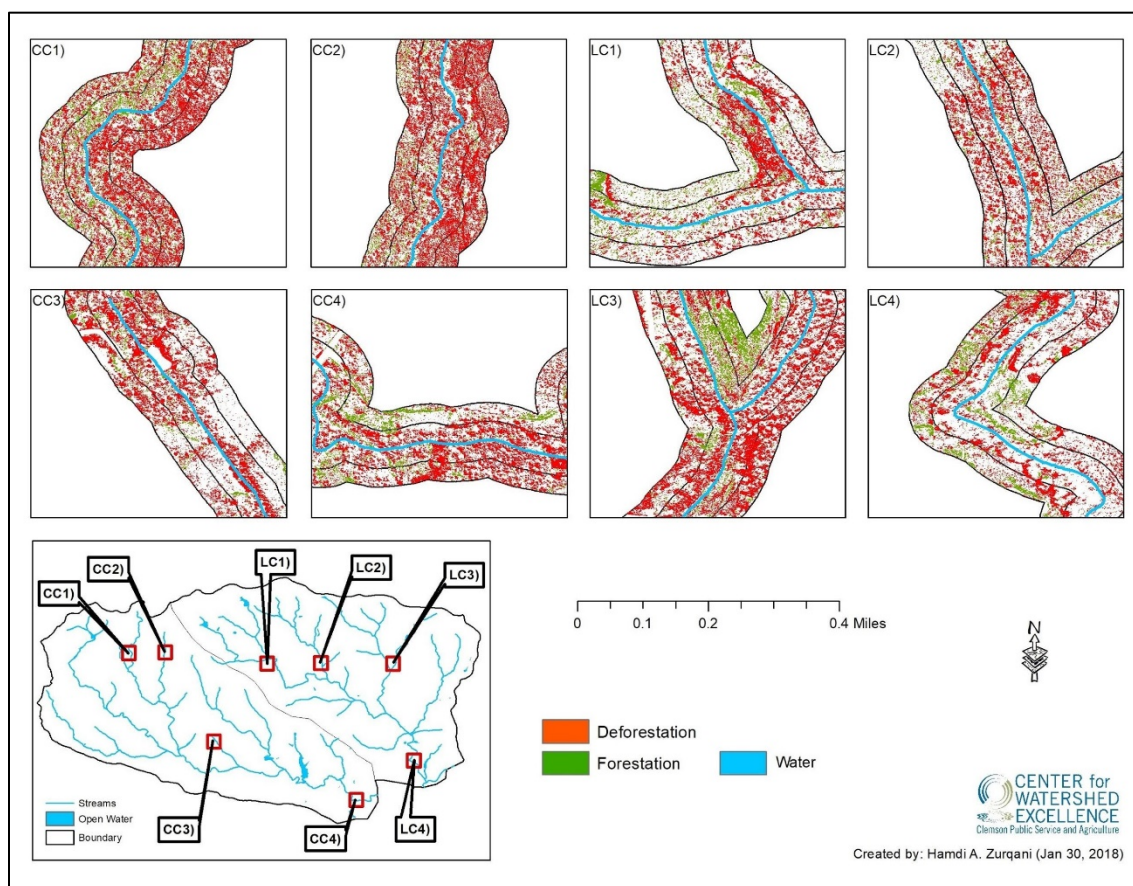 CC1)
CC2)
LC1)
LC2)
CC3)
CC4)
LC3)
LC4)
CC1)
CC2)
LC1)
LC2)
LC3)
CC3)
CC4)
LC4)
Streams
Open Water
Boundary
0 0.1 0.2 0.4 Miles
N
Deforestation
Forestation
Water
CENTER for
WATERSHED
EXCELLENCE
Clemson Public Service and Agriculture
Created by: Hamdi A. Zurqani (Jan 30, 2018)